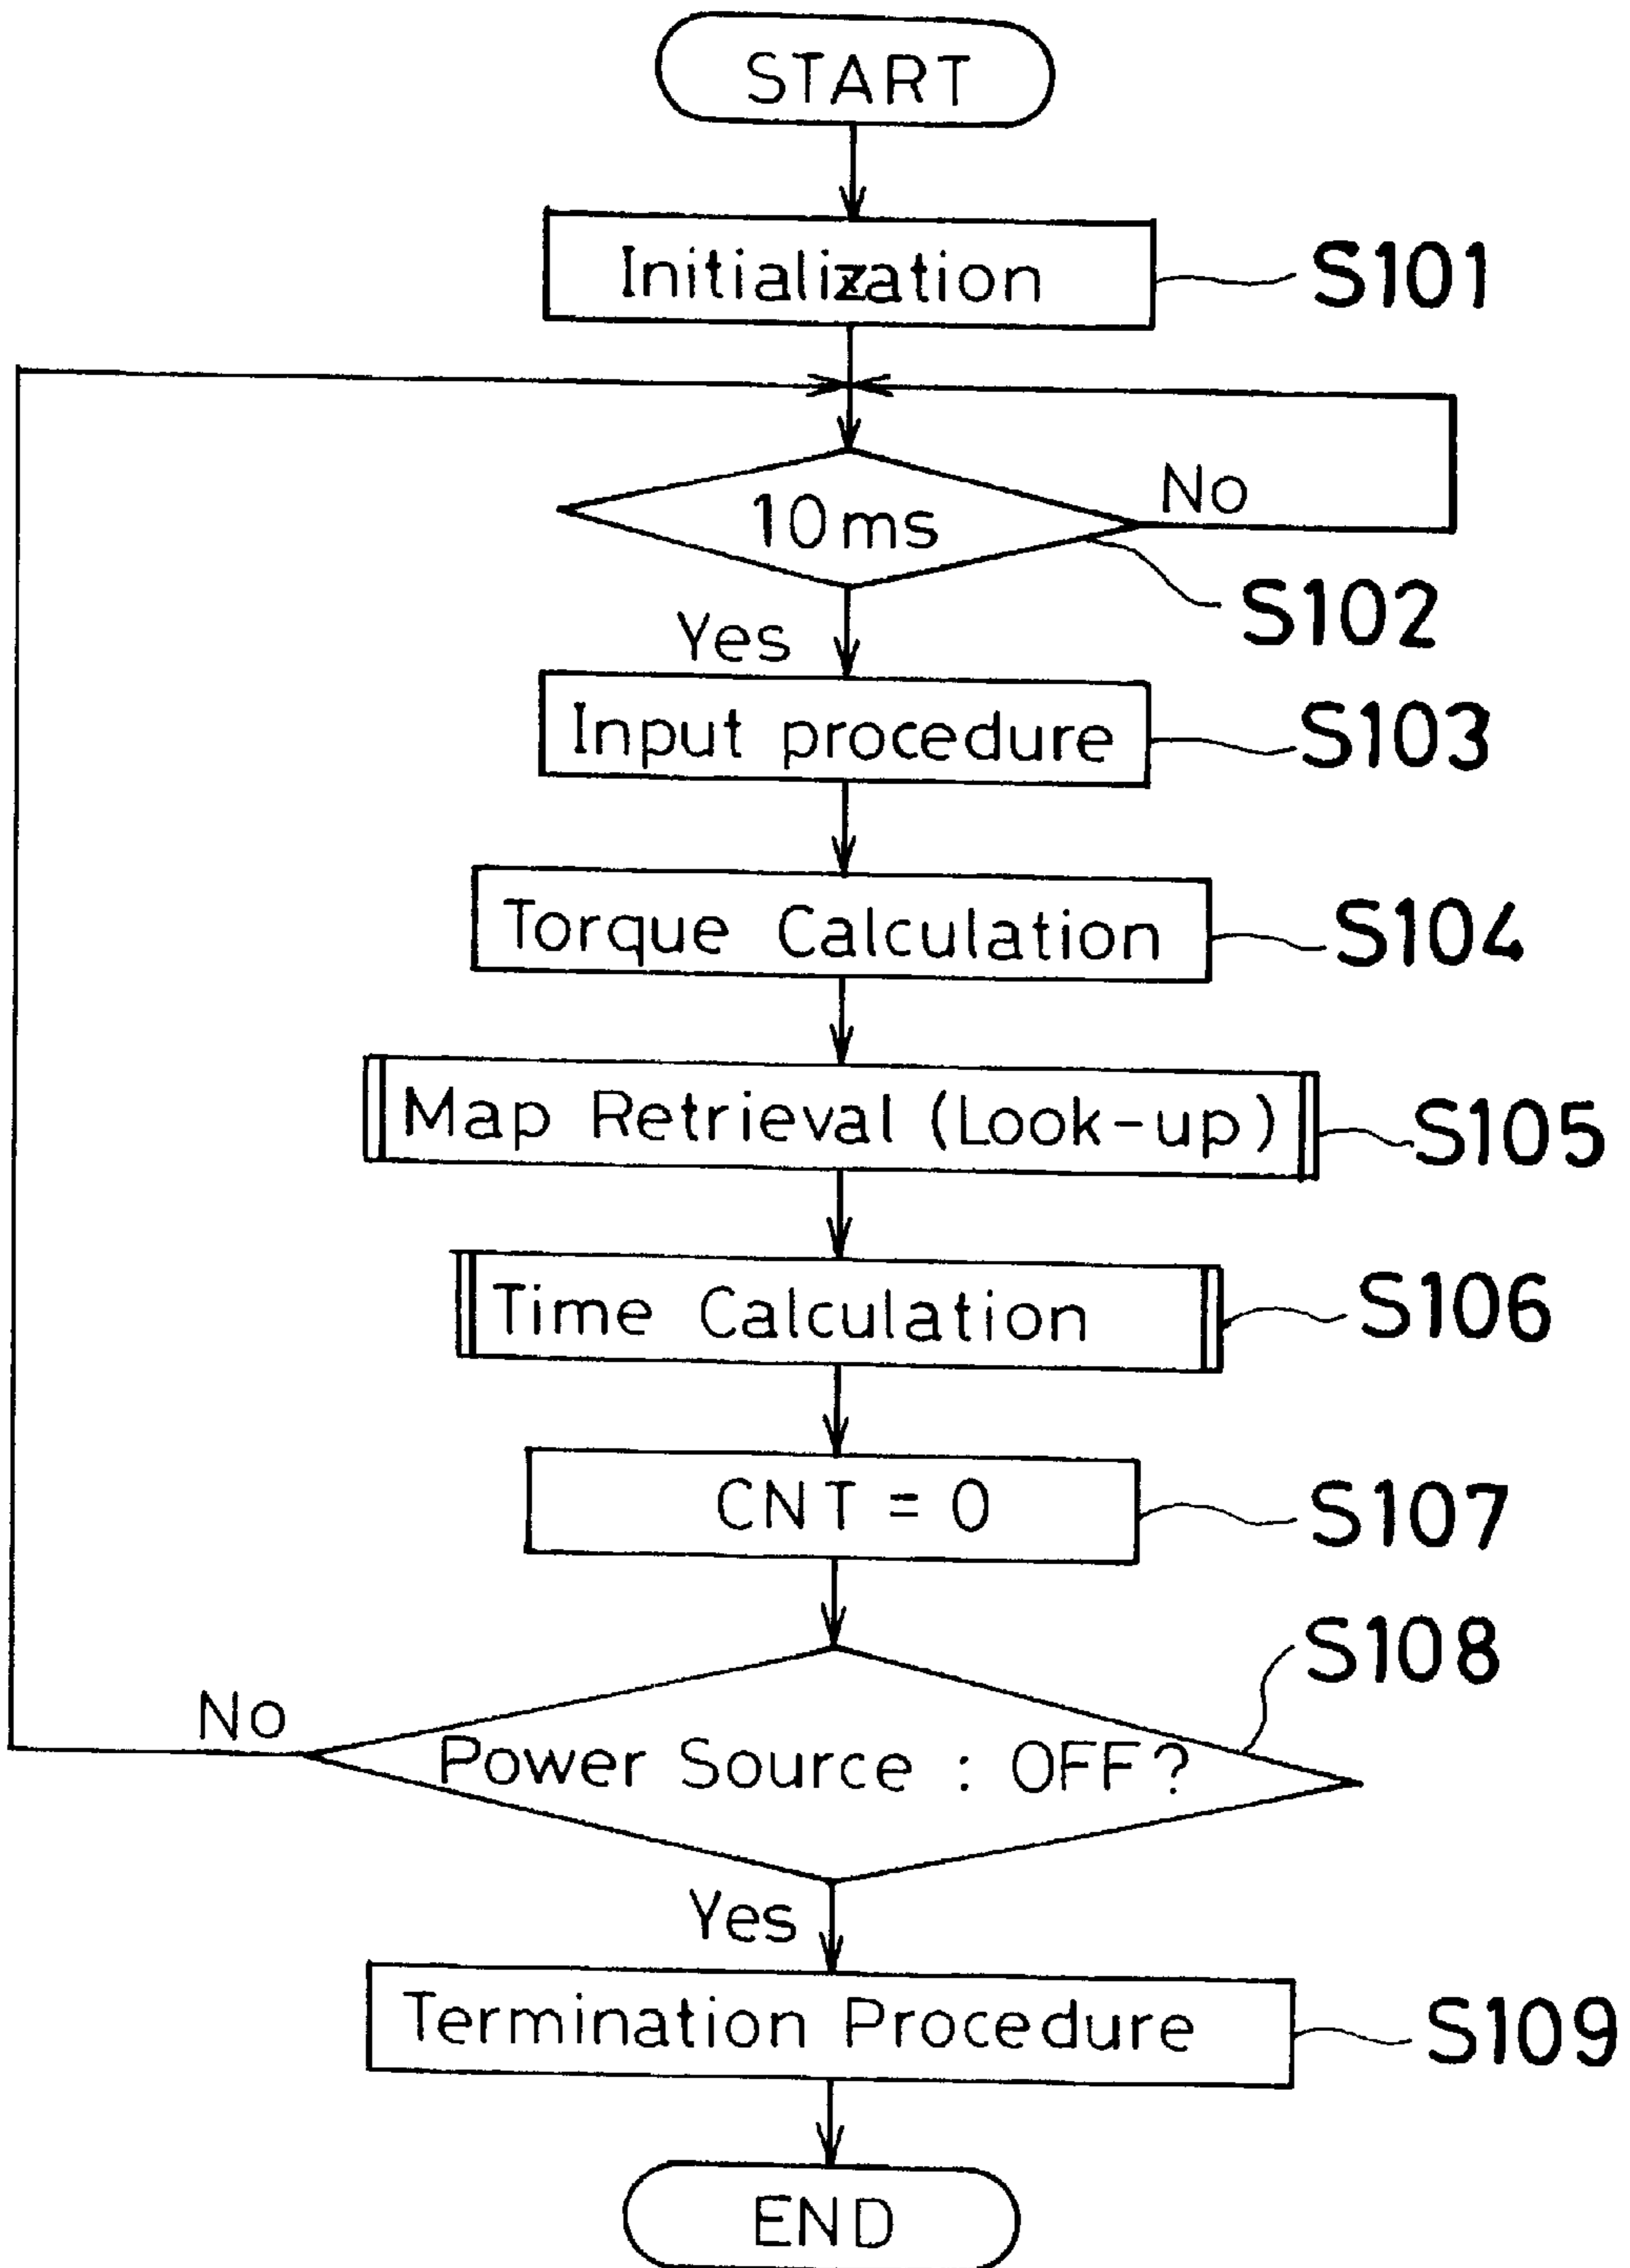 START
Initialization
S101
10ms
No
S102
Yes
Input procedure
S103
Torque Calculation
S104
Map Retrieval (Look-up)
S105
Time Calculation
S106
CNT = 0
S107
S108
No
Power Source : OFF?
Yes
Termination Procedure
S109
END